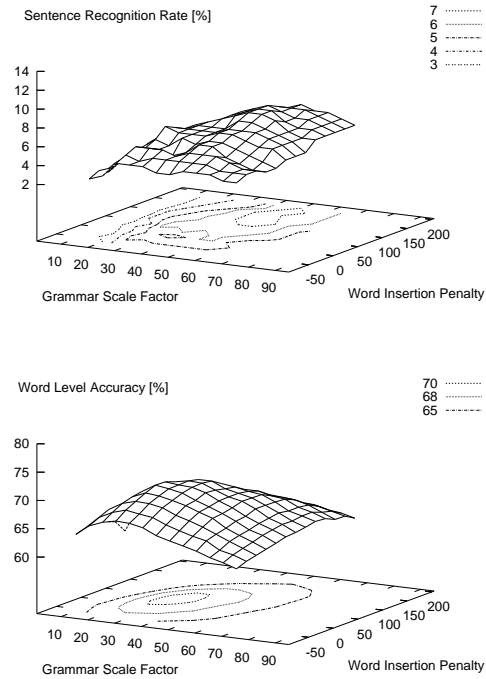 Sentence Recognition Rate [%]
7
6
5
4
3
14
12
10
8
6
4
2
10 20 30 40 50 60 70 80 90
Grammar Scale Factor
-50 0 50 100 150 200
Word Insertion Penalty
Word Level Accuracy [%]
70
68
65
80
75
70
65
60
10 20 30 40 50 60 70 80 90
Grammar Scale Factor
-50 0 50 100 150 200
Word Insertion Penalty